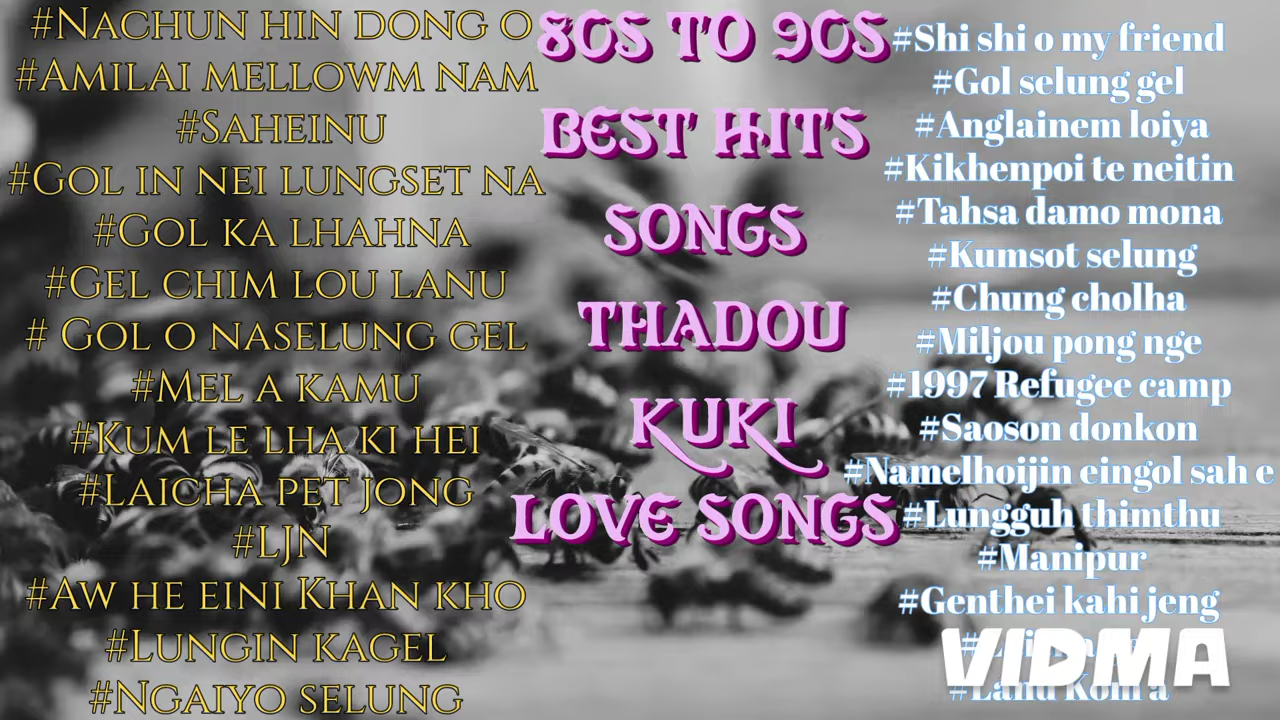 #Nachun hin dong o
#Amilai mellowm nam
#Saheinu
#Gol in nei lungset na
#Gol ka lhahna
#Gel chim lou lanu
# Gol o naselung gel
#Mel a kamu
#Kum le lha ki hei
#Laicha pet jong
#LJN
#Aw he eini Khan kho
#Lungin kagel
#Ngaiyo selung
80s to 90s
Best Hits
Songs
Thadou
Kuki
Love Songs
#Shi shi o my friend
#Gol selung gel
#Anglainem loiya
#Kikhenpoi te neitin
#Tahsa damo mona
#Kumsot selung
#Chung cholha
#Miljou pong nge
#1997 Refugee camp
#Saoson donkon
#Namelhoijin eingol sah e
#Lungguh thimthu
#Manipur
#Genthei kahi jeng
#Lanu
VIDMA